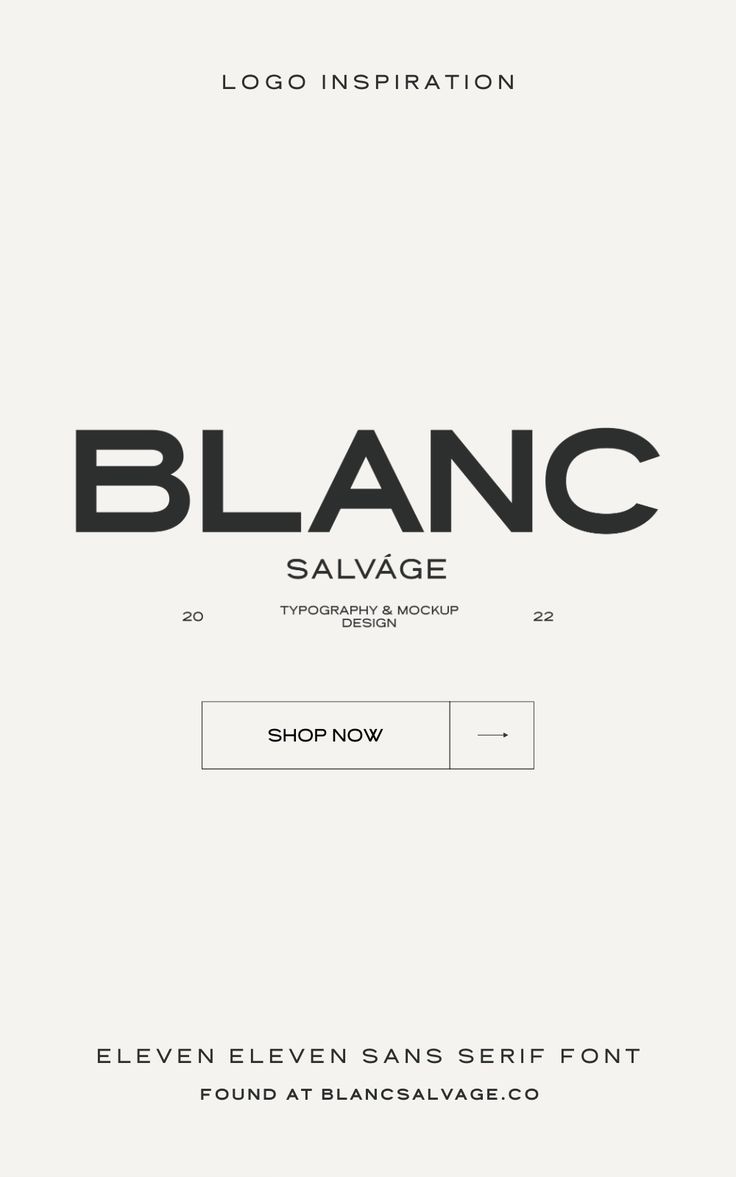 LOGO INSPIRATION
BLANC
SALVÁGE
20 TYPOGRAPHY & MOCKUP 22
DESIGN
SHOP NOW →
ELEVEN ELEVEN SANS SERIF FONT
FOUND AT BLANCSALVAGE.CO